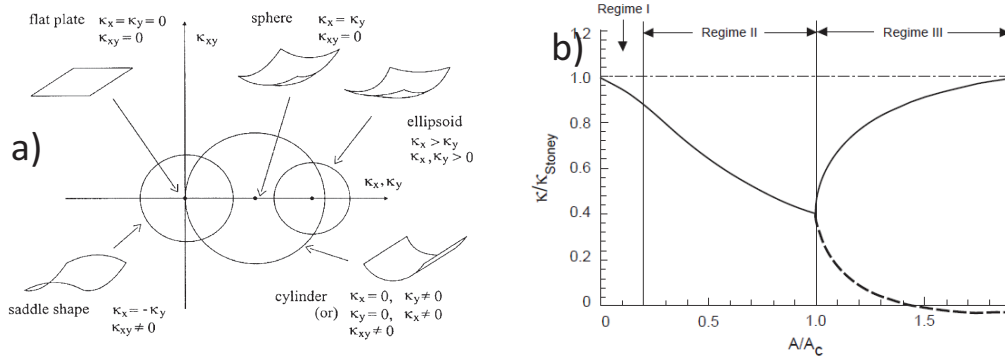 a)
flat plate
κx = κy = 0
κxy = 0
κxy
sphere
κx = κy
κxy = 0
ellipsoid
κx > κy
κx , κy > 0
κx, κy
saddle shape
κx = -κy
κxy ≠ 0
cylinder
(or)
κx = 0, κy ≠ 0
κy = 0, κx ≠ 0
κxy ≠ 0
b)
Regime I
Regime II
Regime III
κ/κStoney
1.2
1.0
0.8
0.6
0.4
0.2
0
0
0.5
1.0
1.5
A/Ac